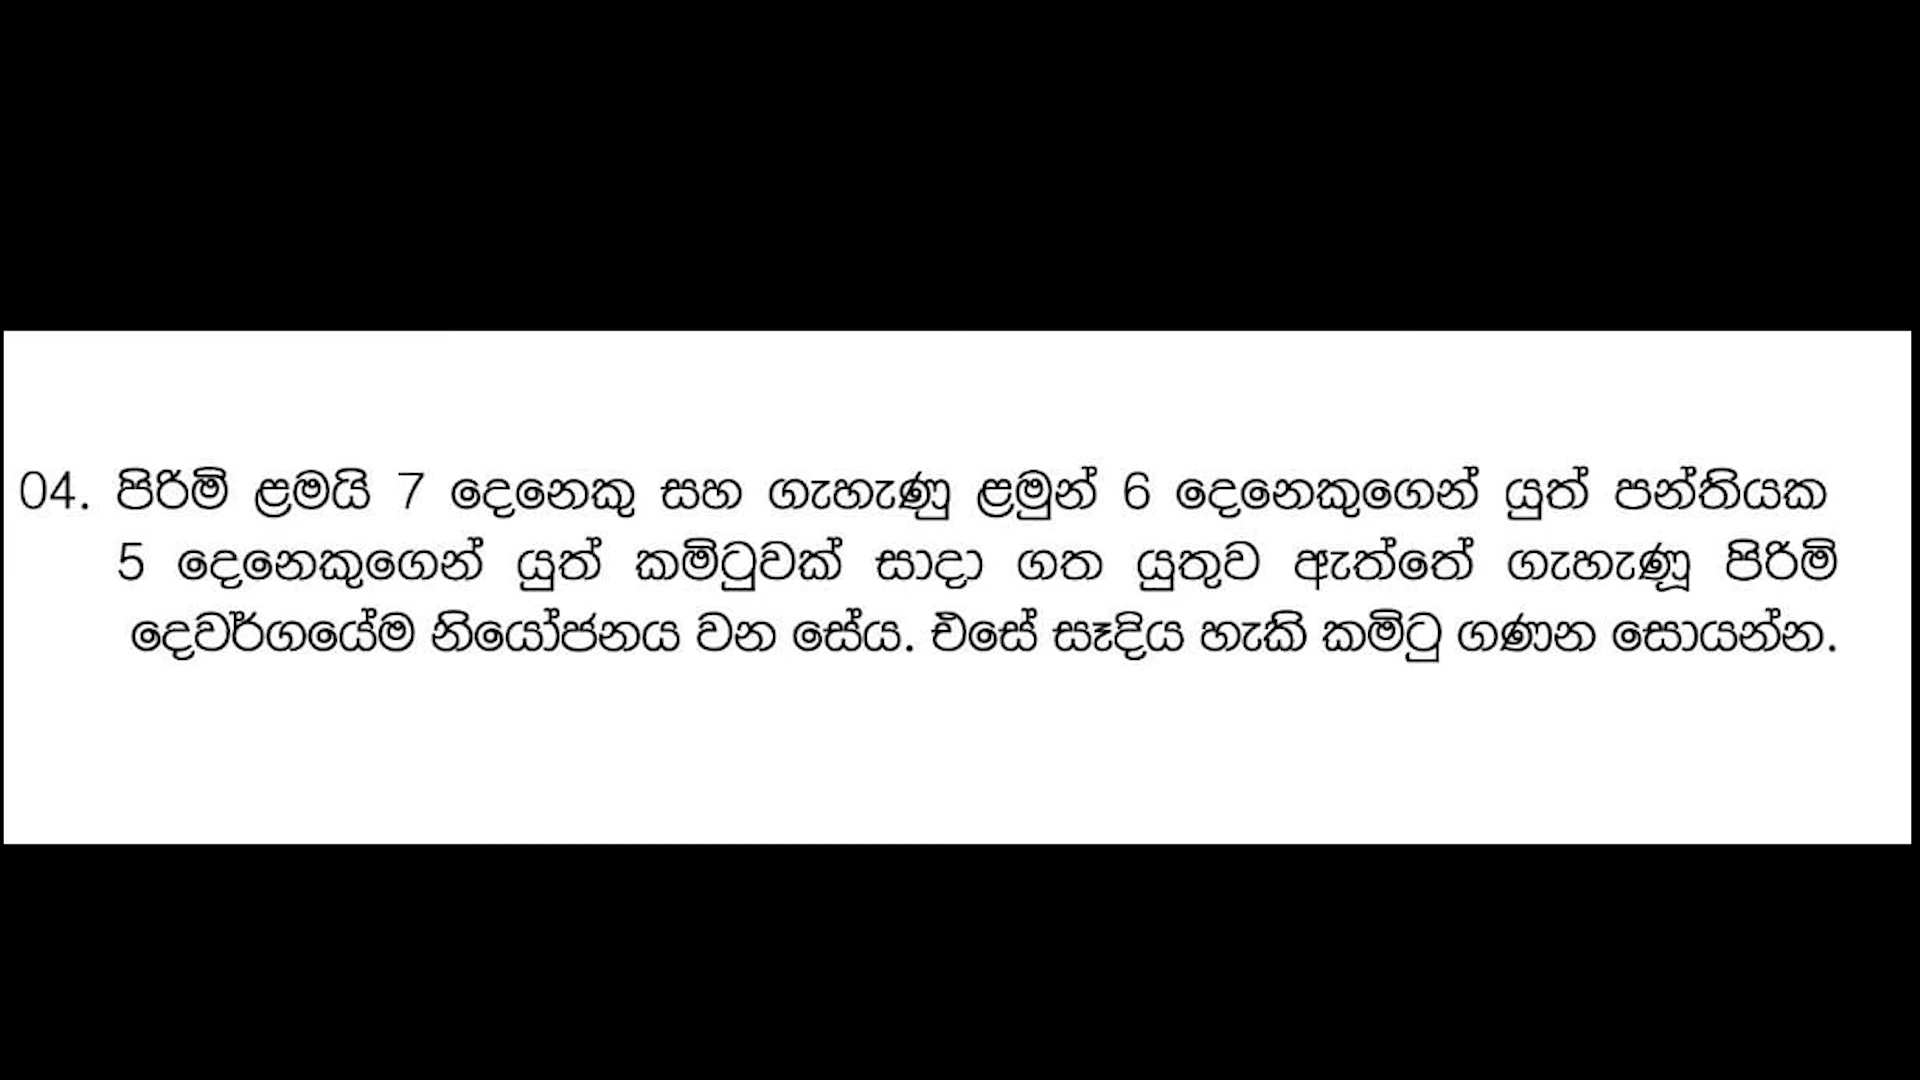 04. පිරිමි ළමයි 7 දෙනෙකු සහ ගැහැණු ළමුන් 6 දෙනෙකුගෙන් යුත් පන්තියක
5 දෙනෙකුගෙන් යුත් කමිටුවක් සාදා ගත යුතුව ඇත්තේ ගැහැණූ පිරිමි
දෙවර්ගයේම නියෝජනය වන සේය. එසේ සෑදිය හැකි කමිටු ගණන සොයන්න.